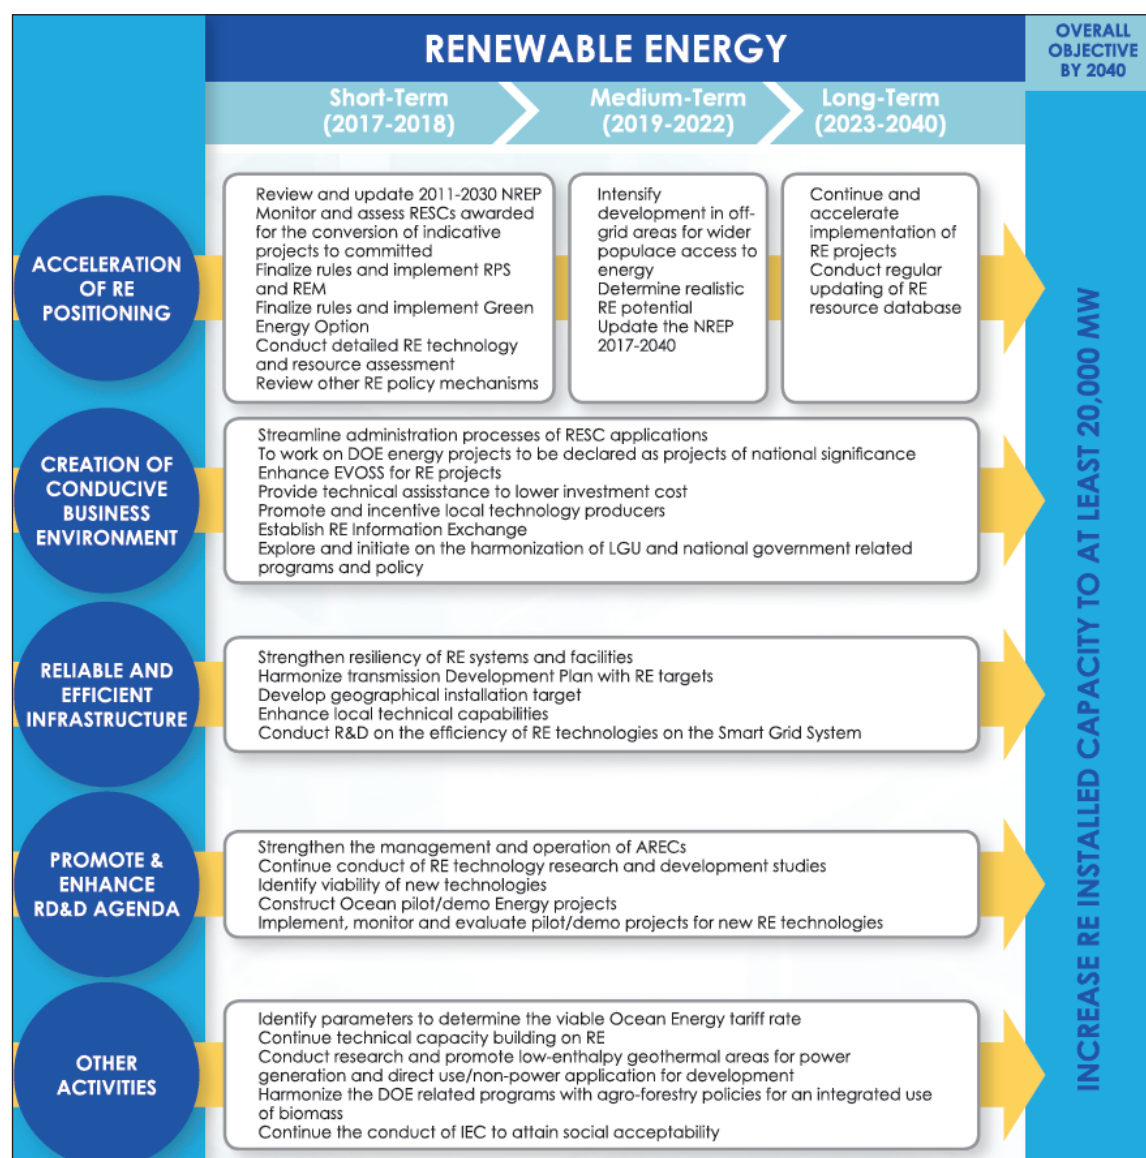 RENEWABLE ENERGY
OVERALL
OBJECTIVE
BY 2040
Short-Term
(2017-2018)
Medium-Term
(2019-2022)
Long-Term
(2023-2040)
ACCELERATION
OF RE
POSITIONING
Review and update 2011-2030 NREP
Monitor and assess RESCs awarded
for the conversion of indicative
projects to committed
Finalize rules and implement RPS
and REM
Finalize rules and implement Green
Energy Option
Conduct detailed RE technology
and resource assessment
Review other RE policy mechanisms
Intensify
development in off-
grid areas for wider
populace access to
energy
Determine realistic
RE potential
Update the NREP
2017-2040
Continue and
accelerate
implementation of
RE projects
Conduct regular
updating of RE
resource database
CREATION OF
CONDUCIVE
BUSINESS
ENVIRONMENT
Streamline administration processes of RESC applications
To work on DOE energy projects to be declared as projects of national significance
Enhance EVOSS for RE projects
Provide technical assisstance to lower investment cost
Promote and incentive local technology producers
Establish RE Information Exchange
Explore and initiate on the harmonization of LGU and national government related
programs and policy
RELIABLE AND
EFFICIENT
INFRASTRUCTURE
Strengthen resiliency of RE systems and facilities
Harmonize transmission Development Plan with RE targets
Develop geographical installation target
Enhance local technical capabilities
Conduct R&D on the efficiency of RE technologies on the Smart Grid System
PROMOTE &
ENHANCE
RD&D AGENDA
Strengthen the management and operation of ARECs
Continue conduct of RE technology research and development studies
Identify viability of new technologies
Construct Ocean pilot/demo Energy projects
Implement, monitor and evaluate pilot/demo projects for new RE technologies
OTHER
ACTIVITIES
Identify parameters to determine the viable Ocean Energy tariff rate
Continue technical capacity building on RE
Conduct research and promote low-enthalpy geothermal areas for power
generation and direct use/non-power application for development
Harmonize the DOE related programs with agro-forestry policies for an integrated use
of biomass
Continue the conduct of IEC to attain social acceptability
INCREASE RE INSTALLED CAPACITY TO AT LEAST 20,000 MW